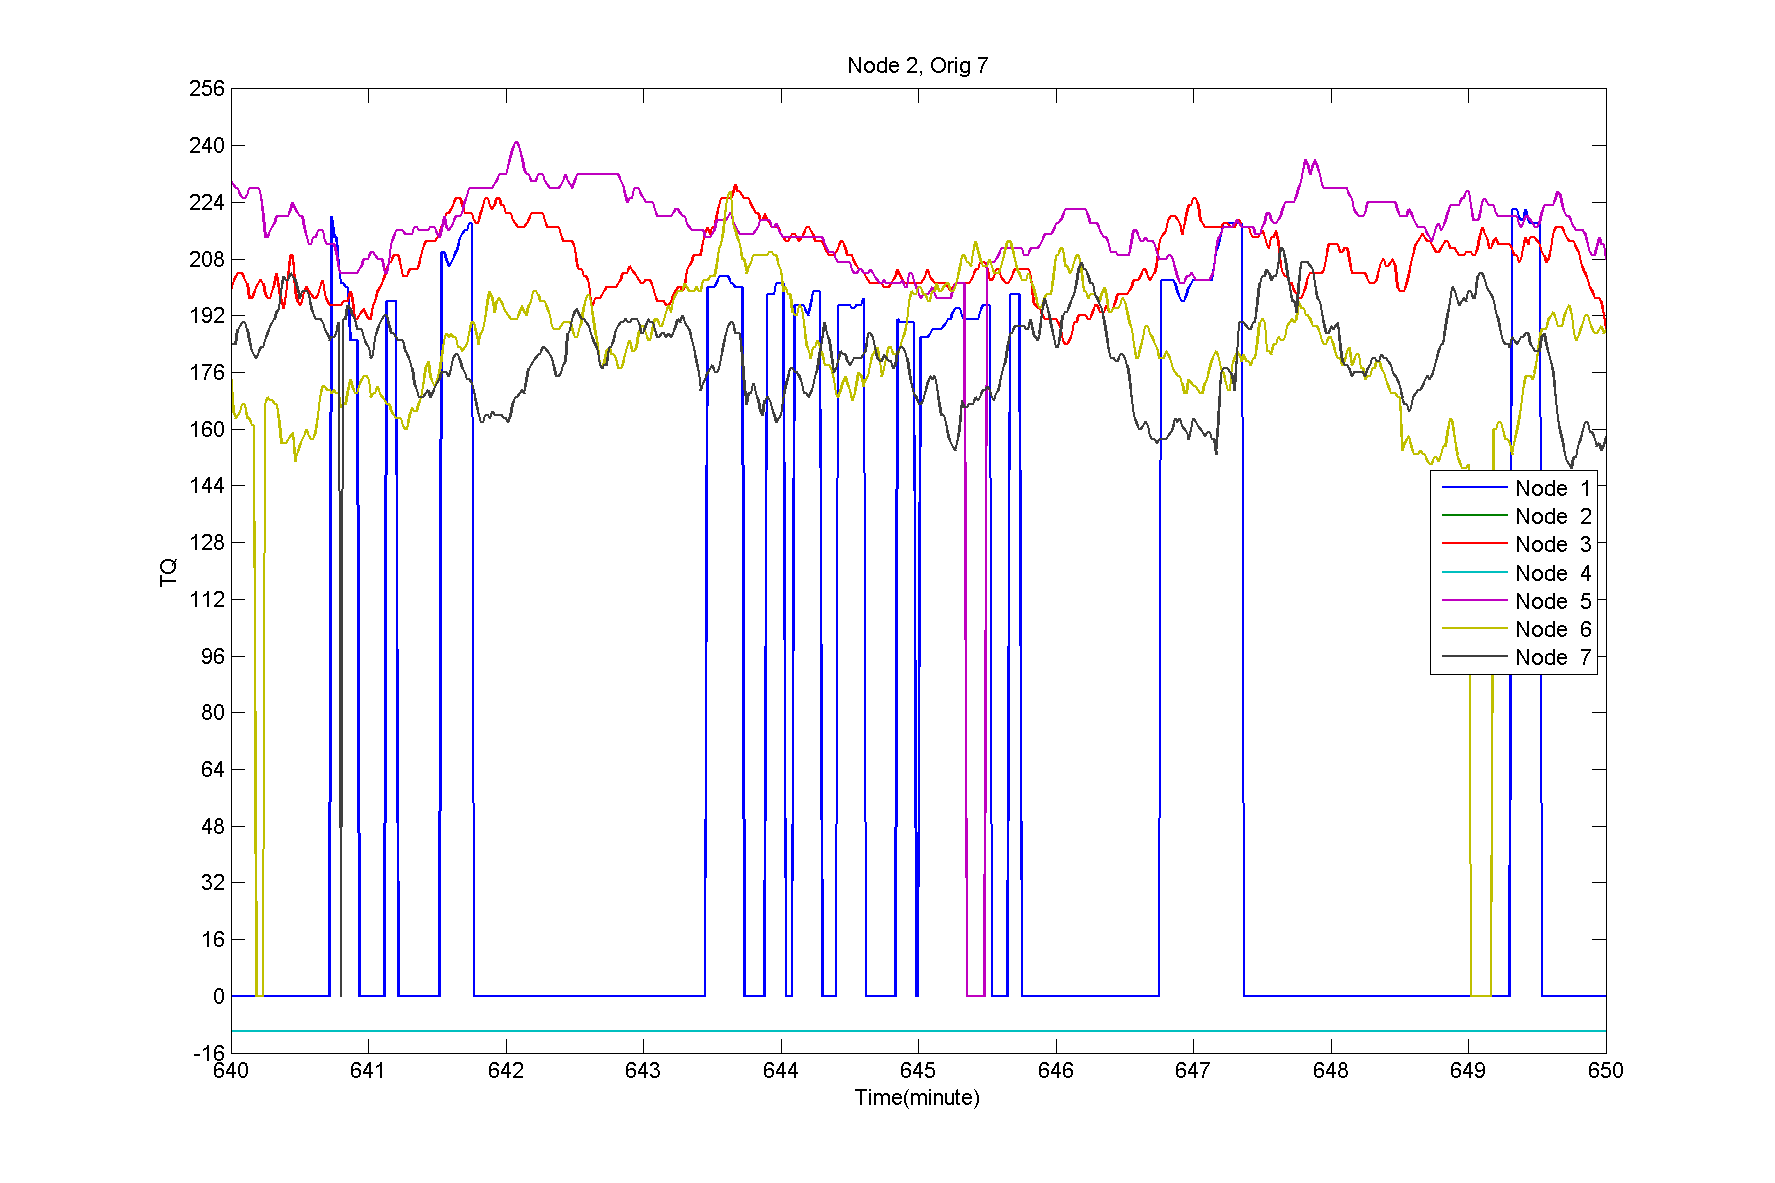 Node 2, Orig 7
256
240
224
208
192
176
160
144
128
112
96
80
64
48
32
16
0
-16
TQ
Node 1
Node 2
Node 3
Node 4
Node 5
Node 6
Node 7
640 641 642 643 644 645 646 647 648 649 650
Time(minute)